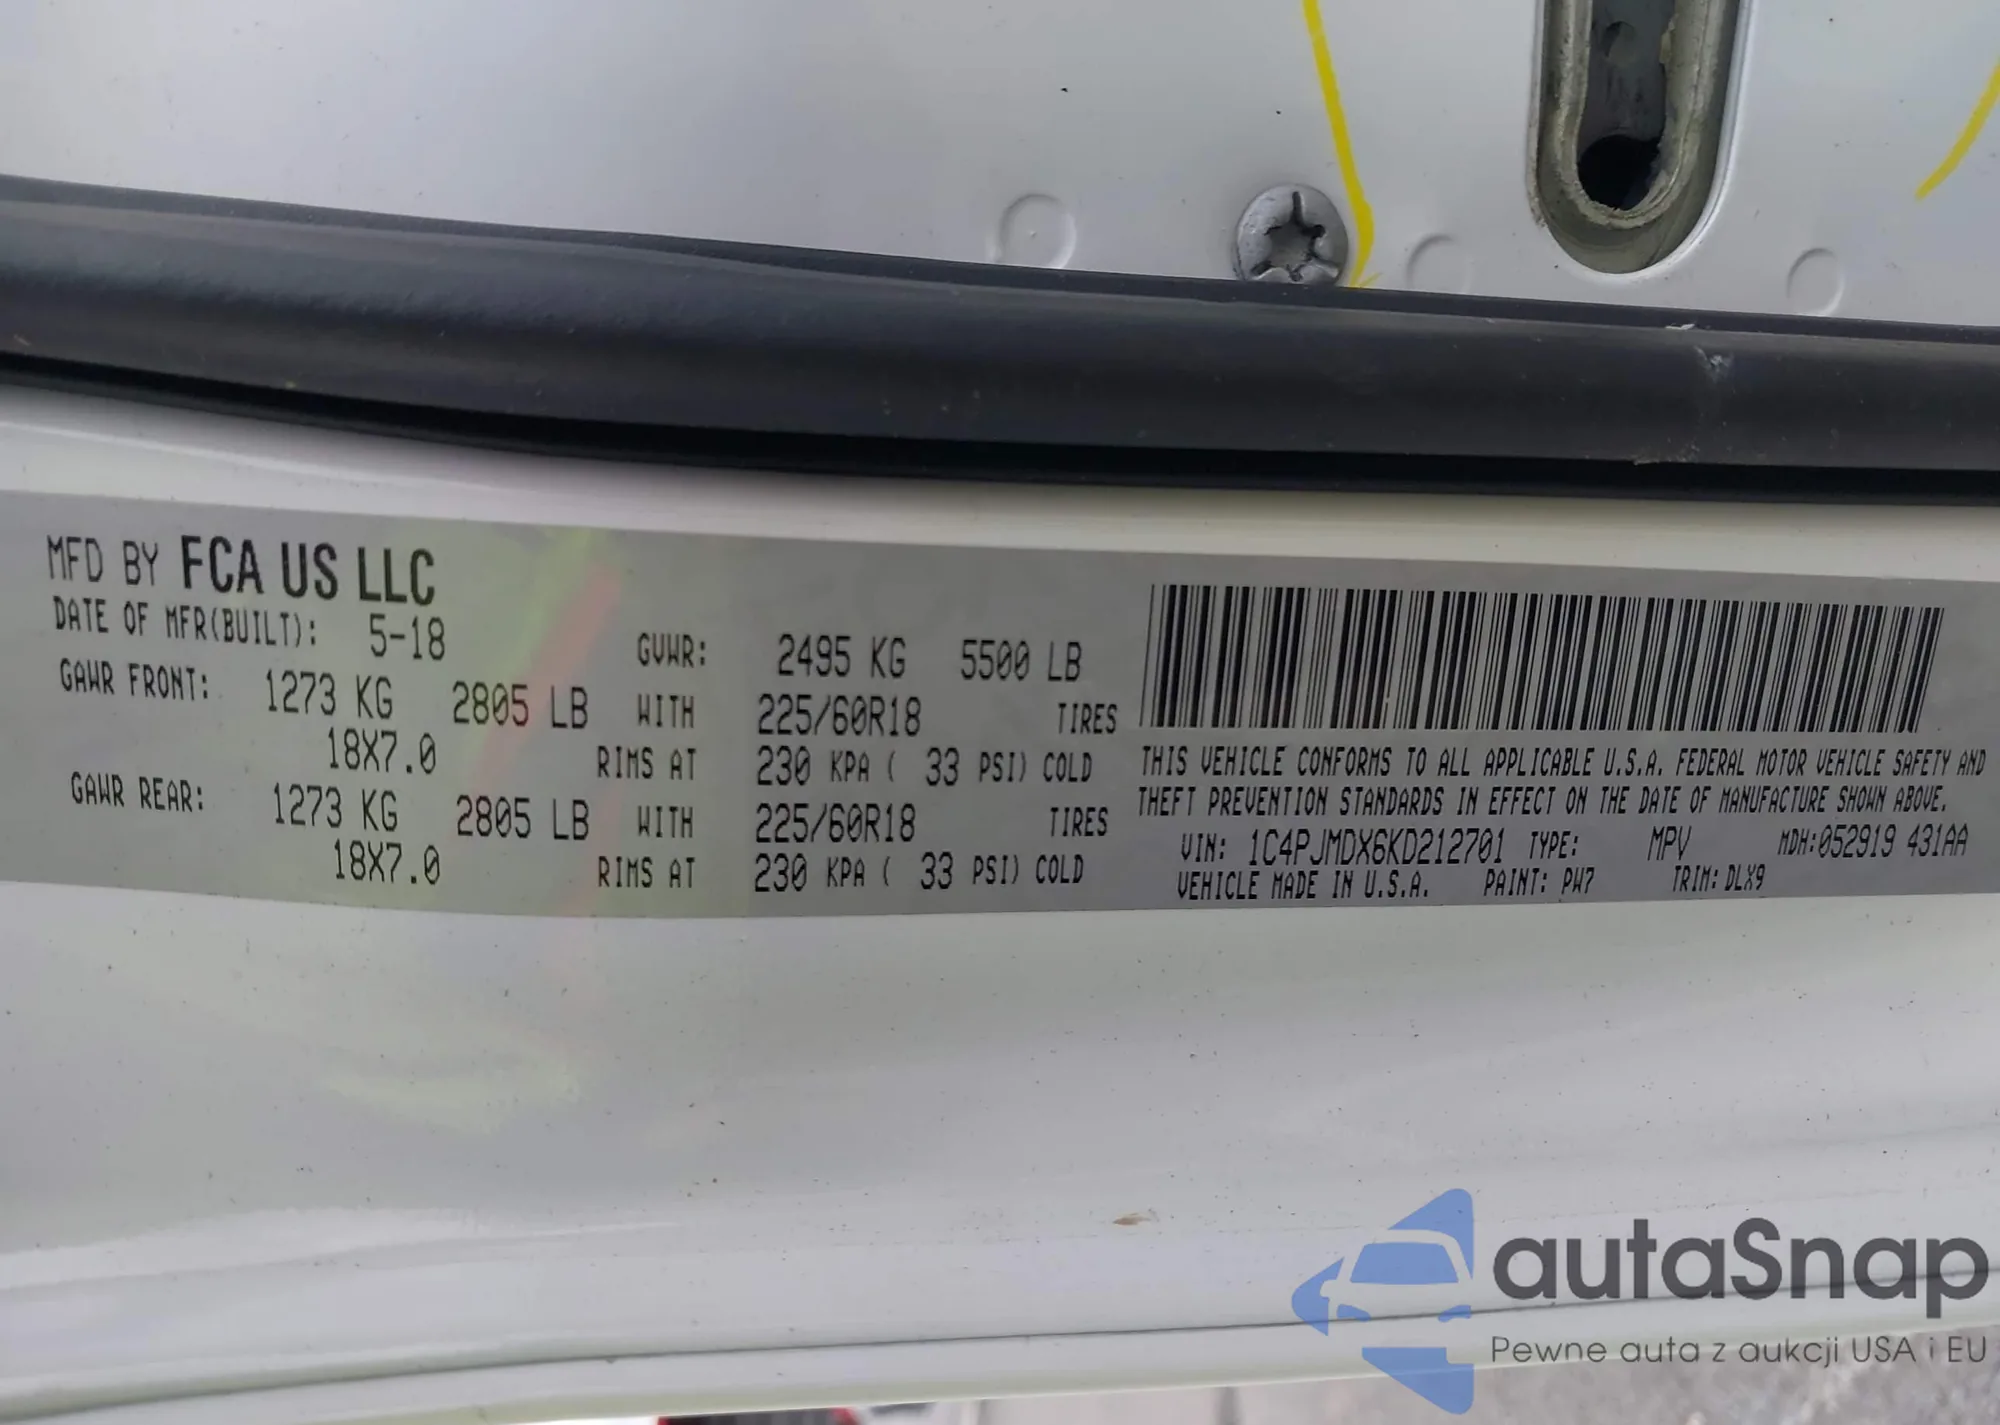 MFD BY FCA US LLC
DATE OF MFR(BUILT): 5-18 GVWR: 2495 KG 5500 LB
GAWR FRONT: 1273 KG 2805 LB WITH 225/60R18 TIRES
18X7.0 RIMS AT 230 KPA ( 33 PSI) COLD
GAWR REAR: 1273 KG 2805 LB WITH 225/60R18 TIRES
18X7.0 RIMS AT 230 KPA ( 33 PSI) COLD
THIS VEHICLE CONFORMS TO ALL APPLICABLE U.S.A. FEDERAL MOTOR VEHICLE SAFETY AND
THEFT PREVENTION STANDARDS IN EFFECT ON THE DATE OF MANUFACTURE SHOWN ABOVE.
VIN: 1C4PJMDX6KD212701 TYPE: MPV MDH:052919 431AA
VEHICLE MADE IN U.S.A. PAINT: PW7 TRIM: DLX9
autaSnap
Pewne auta z aukcji USA i EU